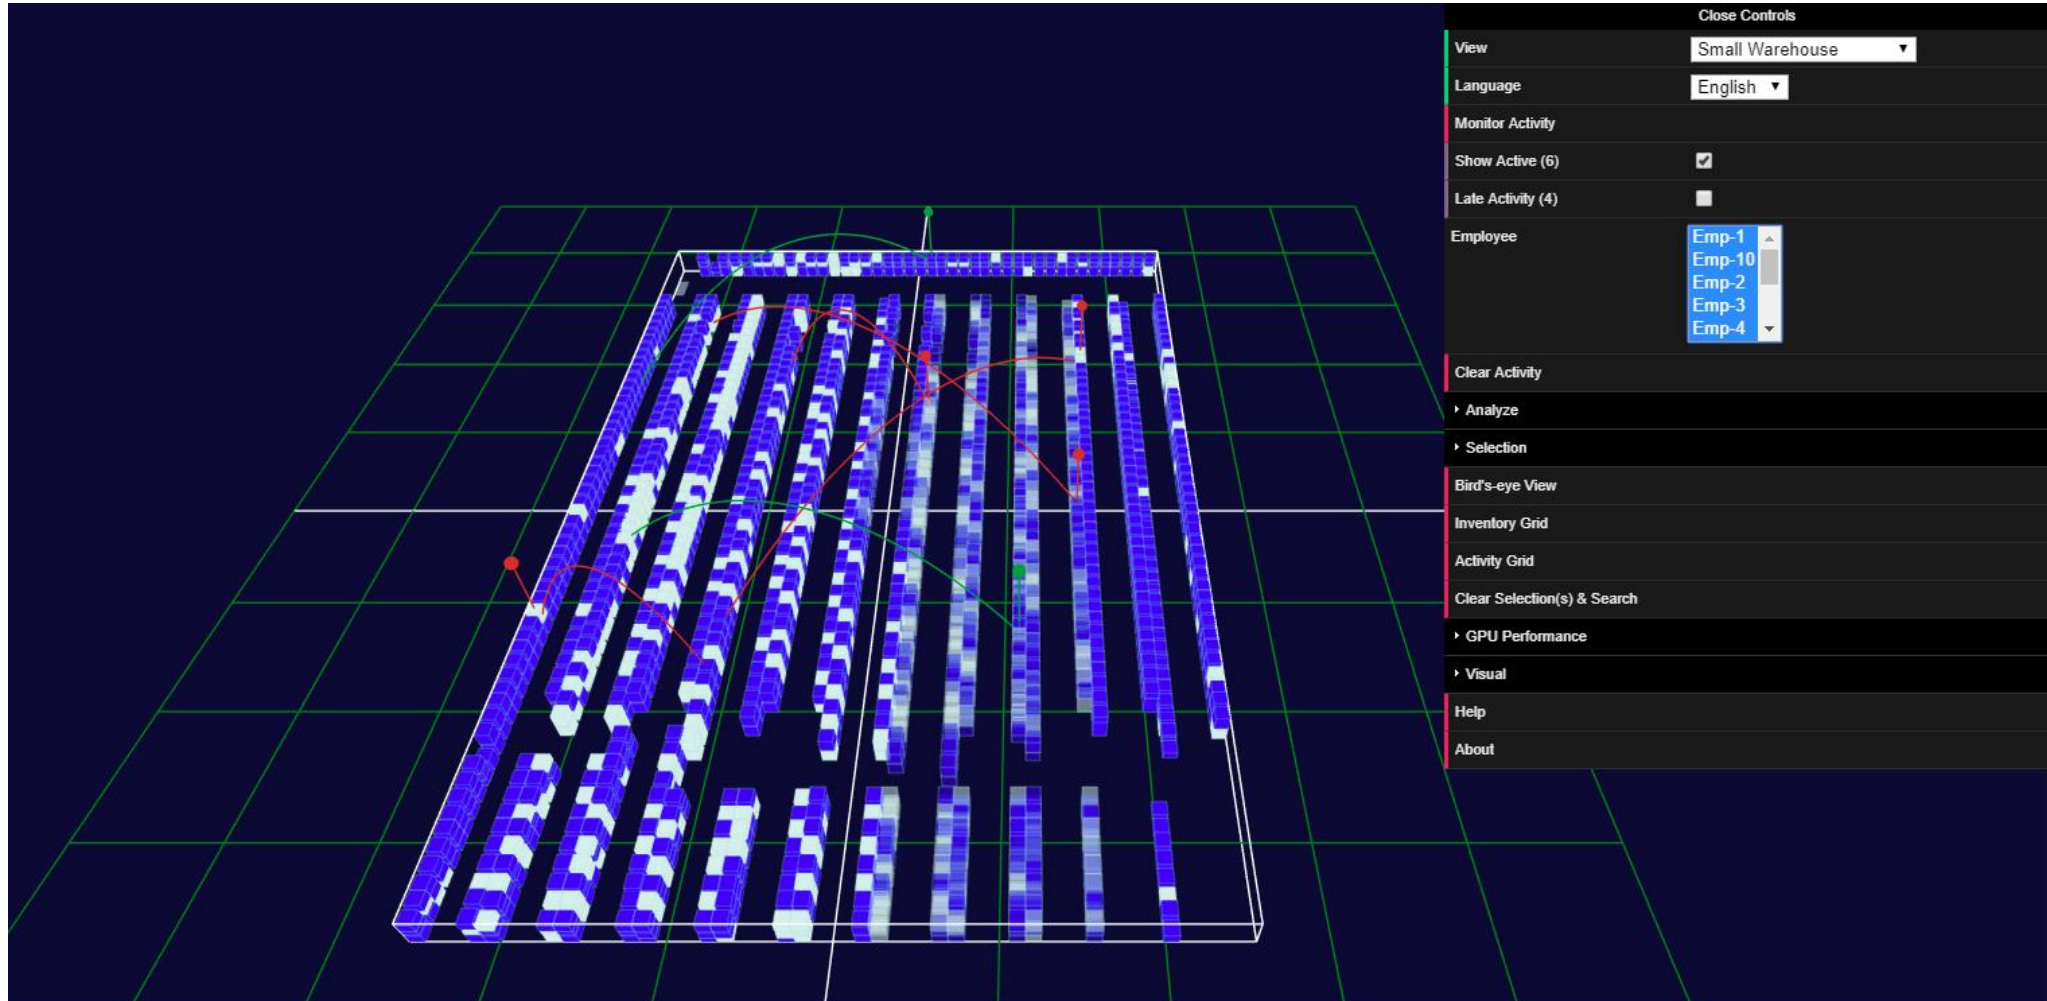 Close Controls
View Small Warehouse
Language English
Monitor Activity
Show Active (6)
Late Activity (4)
Employee
Emp-1
Emp-10
Emp-2
Emp-3
Emp-4
Clear Activity
Analyze
Selection
Bird's-eye View
Inventory Grid
Activity Grid
Clear Selection(s) & Search
GPU Performance
Visual
Help
About